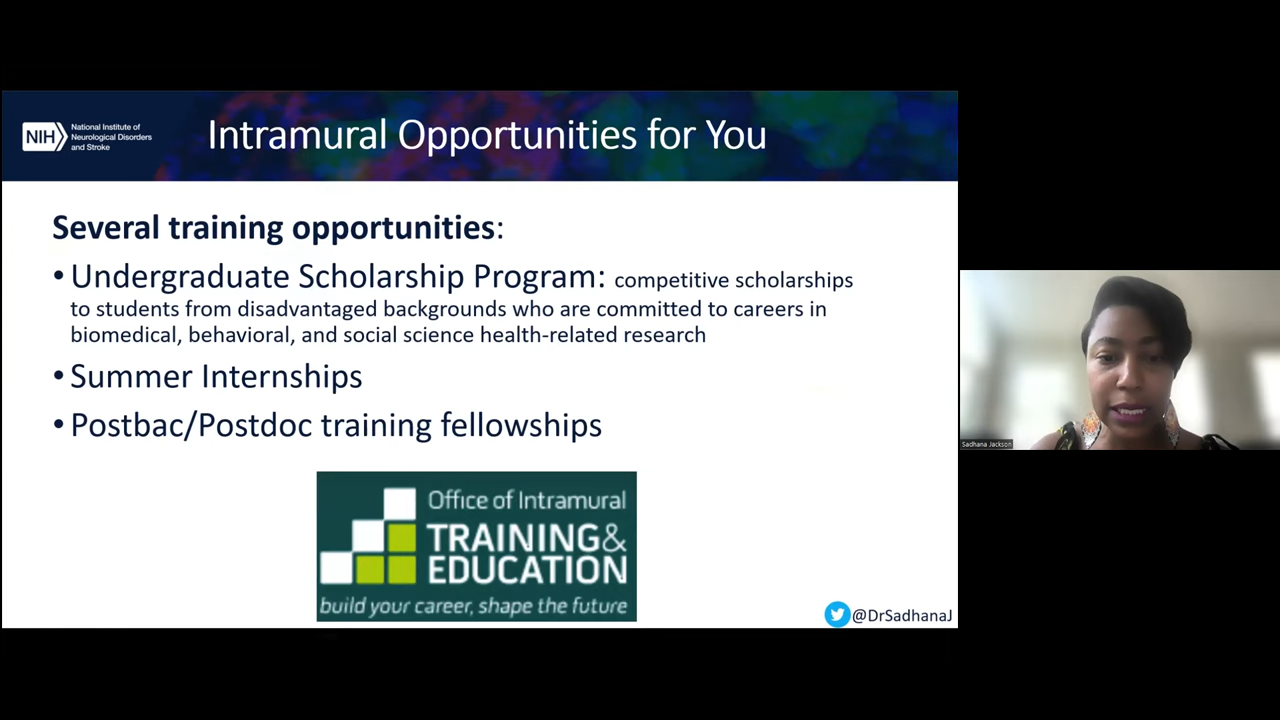 NIH
National Institute of
Neurological Disorders
and Stroke
Intramural Opportunities for You
Several training opportunities:
• Undergraduate Scholarship Program: competitive scholarships
to students from disadvantaged backgrounds who are committed to careers in
biomedical, behavioral, and social science health-related research
• Summer Internships
• Postbac/Postdoc training fellowships
Office of Intramural
TRAINING&
EDUCATION
build your career, shape the future
@DrSadhanaJ
Sadhana Jackson